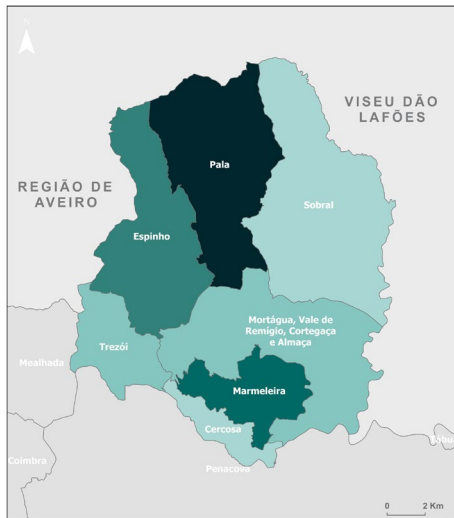 N
VISEU DÃO
LAFÕES
Pala
REGIÃO DE
AVEIRO
Sobral
Espinho
Mortágua, Vale de
Remígio, Cortegaça
e Almaça
Trezói
Mealhada
Marmeleira
Cercosa
Coimbra
Penacova
0 2 Km